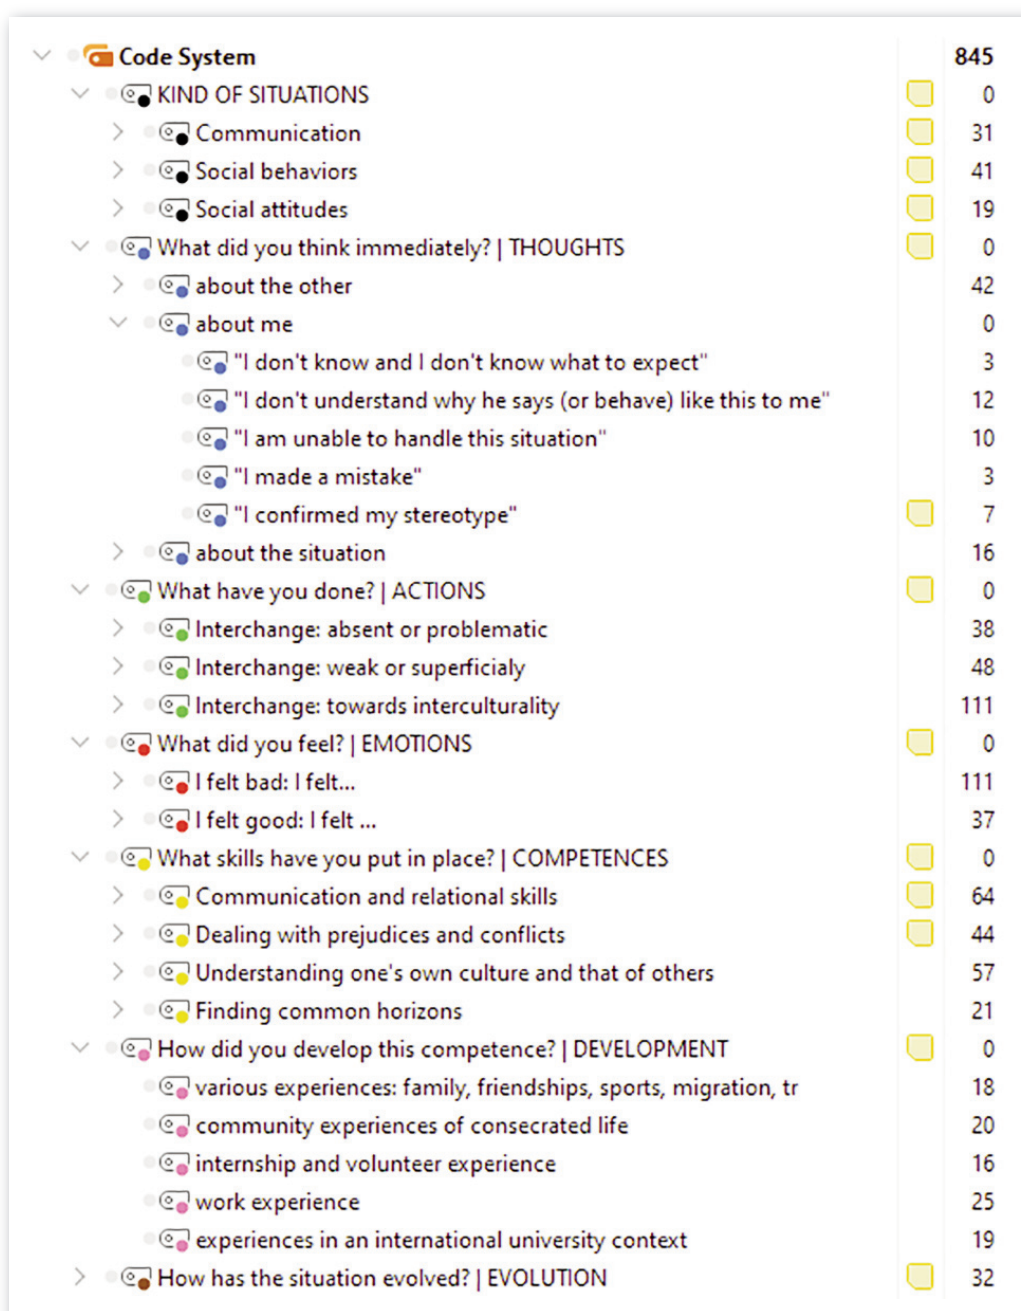 Code System 845
KIND OF SITUATIONS 0
Communication 31
Social behaviors 41
Social attitudes 19
What did you think immediately? | THOUGHTS 0
about the other 42
about me 0
"I don't know and I don't know what to expect" 3
"I don't understand why he says (or behave) like this to me" 12
"I am unable to handle this situation" 10
"I made a mistake" 3
"I confirmed my stereotype" 7
about the situation 16
What have you done? | ACTIONS 0
Interchange: absent or problematic 38
Interchange: weak or superficialy 48
Interchange: towards interculturality 111
What did you feel? | EMOTIONS 0
I felt bad: I felt... 111
I felt good: I felt ... 37
What skills have you put in place? | COMPETENCES 0
Communication and relational skills 64
Dealing with prejudices and conflicts 44
Understanding one's own culture and that of others 57
Finding common horizons 21
How did you develop this competence? | DEVELOPMENT 0
various experiences: family, friendships, sports, migration, tr 18
community experiences of consecrated life 20
internship and volunteer experience 16
work experience 25
experiences in an international university context 19
How has the situation evolved? | EVOLUTION 32